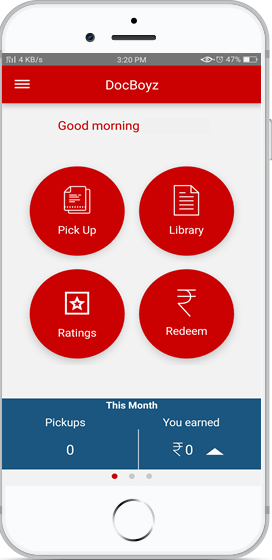 4 KB/s 3:20 PM 47%
DocBoyz
Good morning
Pick Up Library
Ratings Redeem
This Month
Pickups You earned
0 ₹0